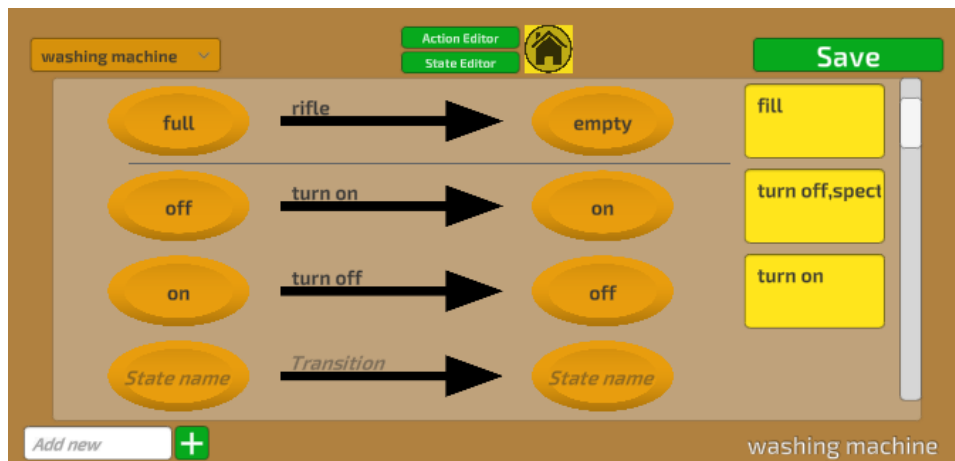 washing machine
Action Editor
State Editor
Save
full
rifle
empty
fill
off
turn on
on
turn off,spect
on
turn off
off
turn on
State name
Transition
State name
Add new
washing machine